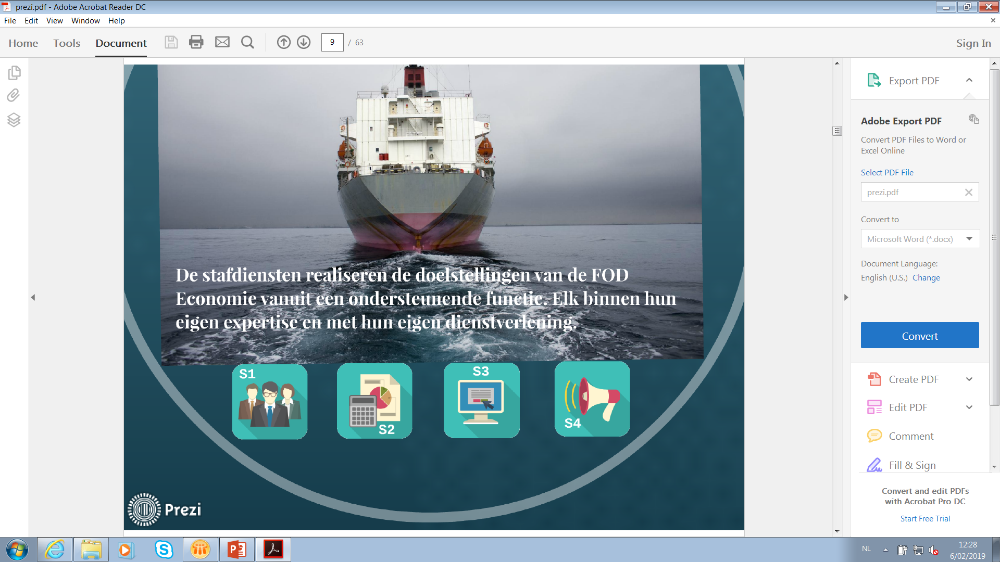 prezi.pdf - Adobe Acrobat Reader DC
File Edit View Window Help
Home Tools Document 9 / 63 Sign In
De stafdiensten realiseren de doelstellingen van de FOD
Economie vanuit een ondersteunende functie. Elk binnen hun
eigen expertise en met hun eigen dienstverlening.
S1
S2
S3
S4
Prezi
Export PDF
Adobe Export PDF
Convert PDF Files to Word or
Excel Online
Select PDF File
prezi.pdf
Convert to
Microsoft Word (*.docx)
Document Language:
English (U.S.) Change
Convert
Create PDF
Edit PDF
Comment
Fill & Sign
Convert and edit PDFs
with Acrobat Pro DC
Start Free Trial
NL
12:28
6/02/2019